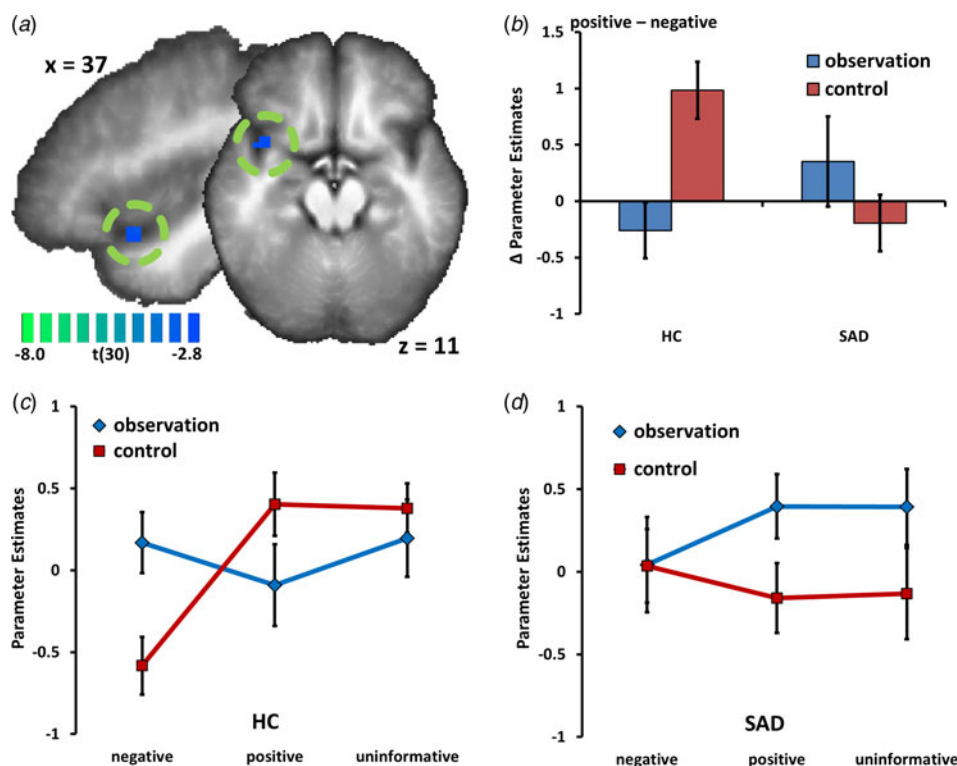 (a)
x = 37
z = 11
-8.0 t(30) -2.8
(b)
positive – negative
Δ Parameter Estimates
1.5
1
0.5
0
-0.5
-1
observation
control
HC SAD
(c)
Parameter Estimates
1
0.5
0
-0.5
-1
observation
control
HC
negative positive uninformative
(d)
Parameter Estimates
1
0.5
0
-0.5
-1
observation
control
SAD
negative positive uninformative